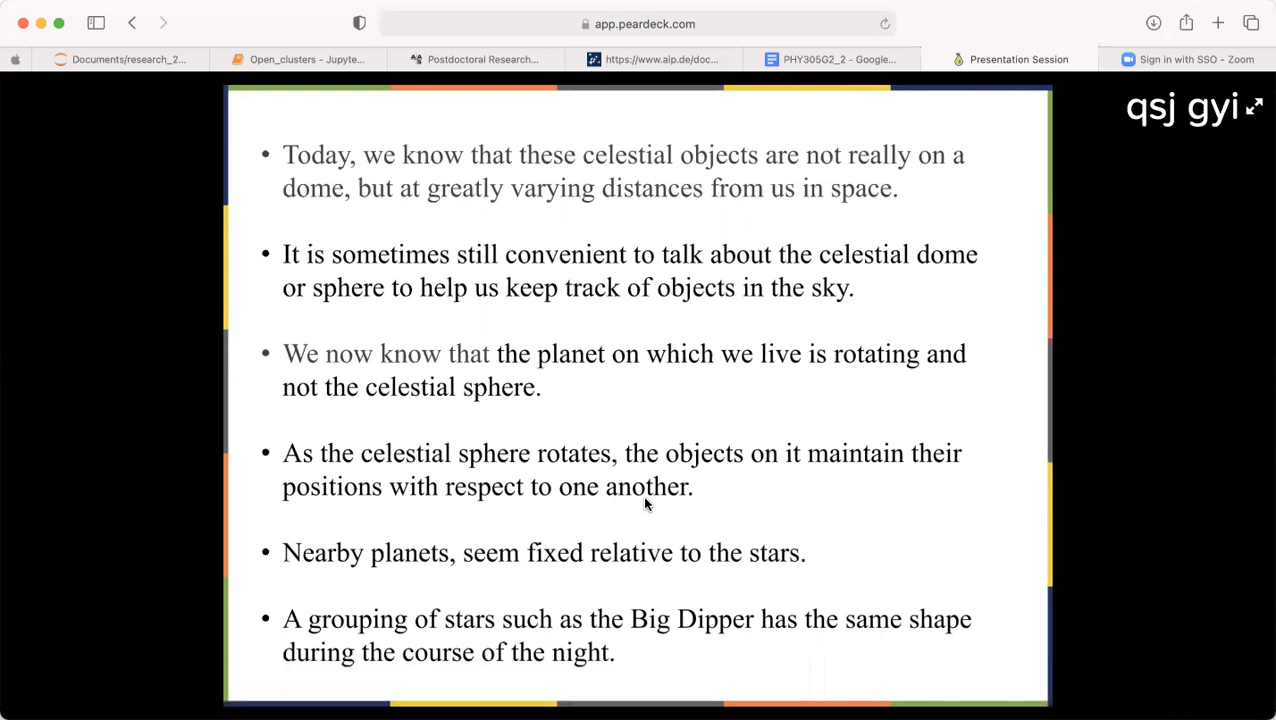 app.peardeck.com
Documents/research_2...
Open_clusters - Jupyte...
Postdoctoral Research...
https://www.aip.de/doc...
PHY305G2_2 - Google...
Presentation Session
Sign in with SSO - Zoom
qsj gyi
• Today, we know that these celestial objects are not really on a
dome, but at greatly varying distances from us in space.
• It is sometimes still convenient to talk about the celestial dome
or sphere to help us keep track of objects in the sky.
• We now know that the planet on which we live is rotating and
not the celestial sphere.
• As the celestial sphere rotates, the objects on it maintain their
positions with respect to one another.
• Nearby planets, seem fixed relative to the stars.
• A grouping of stars such as the Big Dipper has the same shape
during the course of the night.